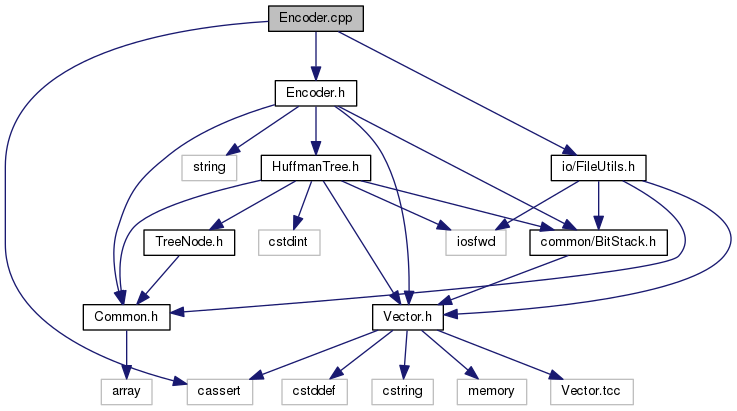 Encoder.cpp
Encoder.h
string
HuffmanTree.h
io/FileUtils.h
TreeNode.h
cstdint
iosfwd
common/BitStack.h
Common.h
Vector.h
array
cassert
cstddef
cstring
memory
Vector.tcc